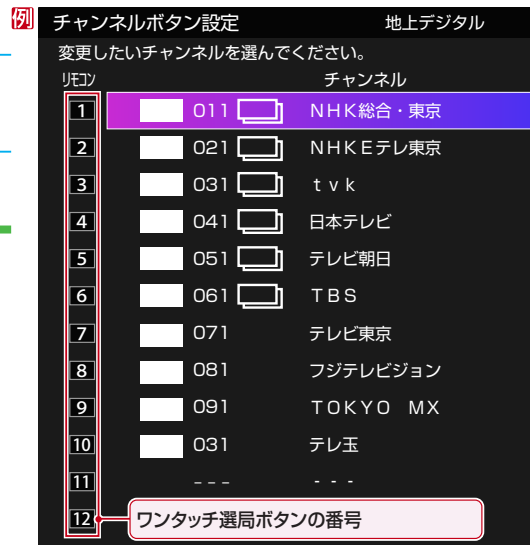 例
チャンネルボタン設定 地上デジタル
変更したいチャンネルを選んでください。
リモコン チャンネル
1 011 ＮＨＫ総合・東京
2 021 ＮＨＫＥテレ東京
3 031 ｔｖｋ
4 041 日本テレビ
5 051 テレビ朝日
6 061 ＴＢＳ
7 071 テレビ東京
8 081 フジテレビジョン
9 091 ＴＯＫＹＯ　ＭＸ
10 031 テレ玉
11 --- ---
12 ワンタッチ選局ボタンの番号